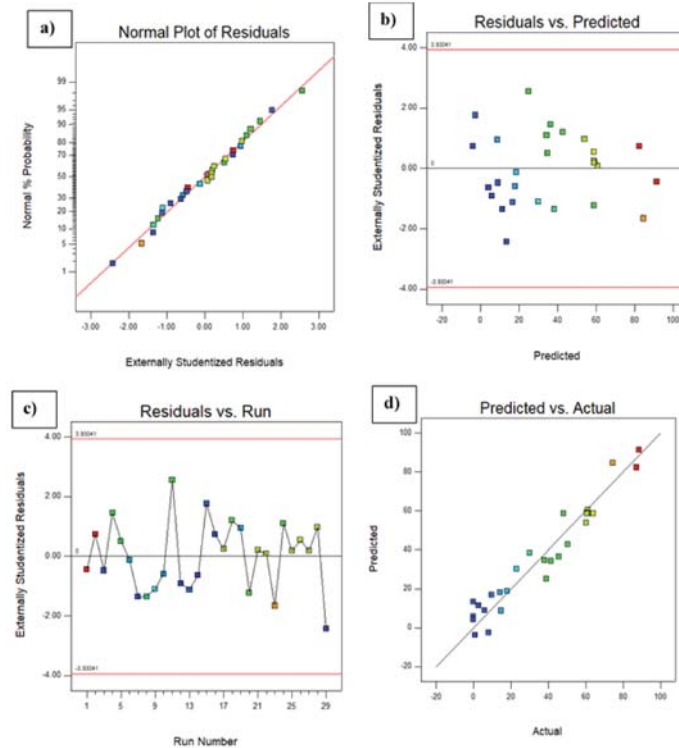 a)
Normal Plot of Residuals
Normal % Probability
99
95
90
80
70
50
30
20
10
5
1
-3.00 -2.00 -1.00 0.00 1.00 2.00 3.00
Externally Studentized Residuals
b)
Residuals vs. Predicted
Externally Studentized Residuals
4.00
2.00
0
0.00
-2.00
-4.00
-20 0 20 40 60 80 100
Predicted
c)
Residuals vs. Run
Externally Studentized Residuals
4.00
2.00
0
0.00
-2.00
-4.00
1 5 9 13 17 21 25 29
Run Number
d)
Predicted vs. Actual
Predicted
100
80
60
40
20
0
-20
-20 0 20 40 60 80 100
Actual